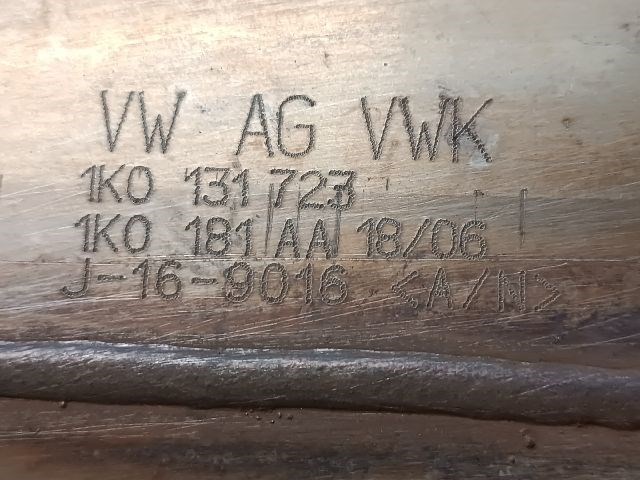 VW AG VWK
1K0 131 723
1K0 181 AA 18/06
J-16-9016 <A/N>